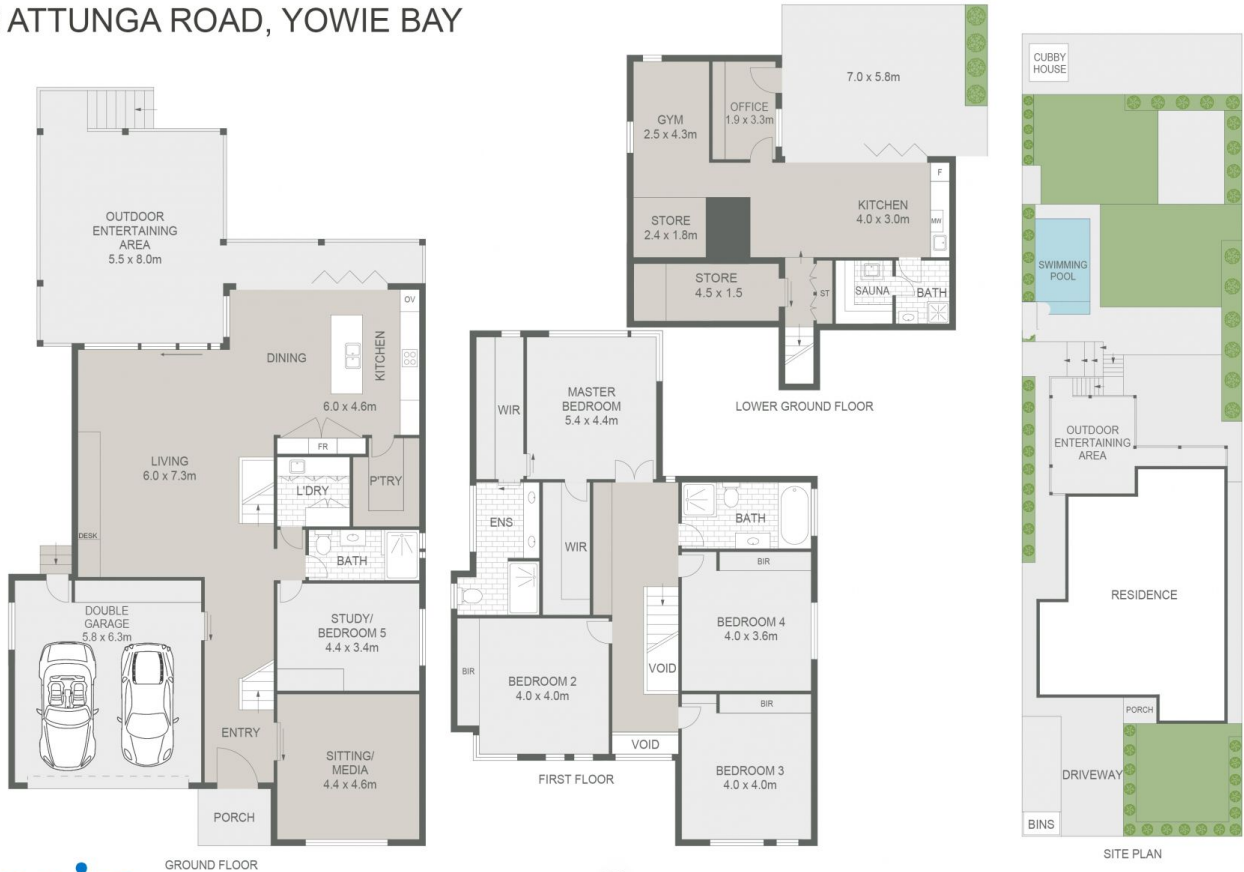 ATTUNGA ROAD, YOWIE BAY
OUTDOOR
ENTERTAINING
AREA
5.5 x 8.0m
OV
DINING
KITCHEN
6.0 x 4.6m
FR
LIVING
6.0 x 7.3m
L'DRY
P'TRY
DESK
BATH
DOUBLE
GARAGE
5.8 x 6.3m
STUDY/
BEDROOM 5
4.4 x 3.4m
ENTRY
SITTING/
MEDIA
4.4 x 4.6m
PORCH
GROUND FLOOR
WIR
MASTER
BEDROOM
5.4 x 4.4m
ENS
WIR
BATH
BIR
BEDROOM 4
4.0 x 3.6m
VOID
BIR
BEDROOM 2
4.0 x 4.0m
BIR
VOID
BEDROOM 3
4.0 x 4.0m
FIRST FLOOR
7.0 x 5.8m
GYM
2.5 x 4.3m
OFFICE
1.9 x 3.3m
F
KITCHEN
4.0 x 3.0m
MW
STORE
2.4 x 1.8m
STORE
4.5 x 1.5
ST
SAUNA
BATH
LOWER GROUND FLOOR
CUBBY
HOUSE
SWIMMING
POOL
OUTDOOR
ENTERTAINING
AREA
RESIDENCE
PORCH
DRIVEWAY
BINS
SITE PLAN